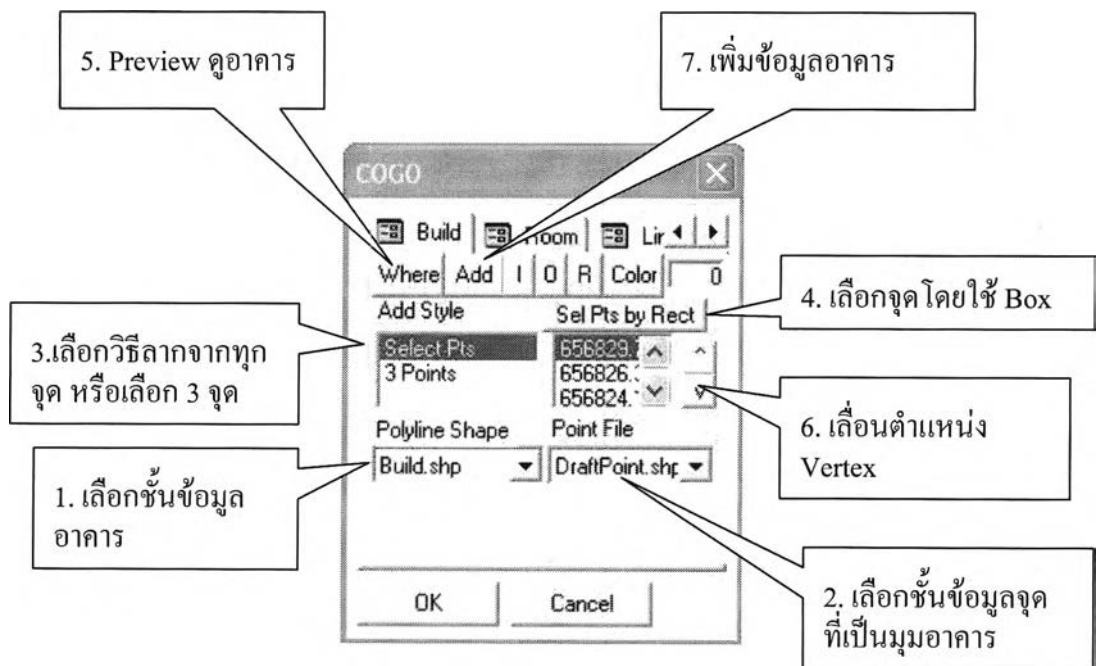 5. Preview ดูอาคาร
7. เพิ่มข้อมูลอาคาร
COGO
Build
Room
Lir
Where
Add
I
O
R
Color
0
Add Style
Sel Pts by Rect
4. เลือกจุดโดยใช้ Box
3.เลือกวิธีลากจากทุก
จุด หรือเลือก 3 จุด
Select Pts
3 Points
656829.
656826.
656824.
6. เลื่อนตำแหน่ง
Vertex
Polyline Shape
Point File
Build.shp
DraftPoint.shp
1. เลือกชั้นข้อมูล
อาคาร
OK
Cancel
2. เลือกชั้นข้อมูลจุด
ที่เป็นมุมอาคาร